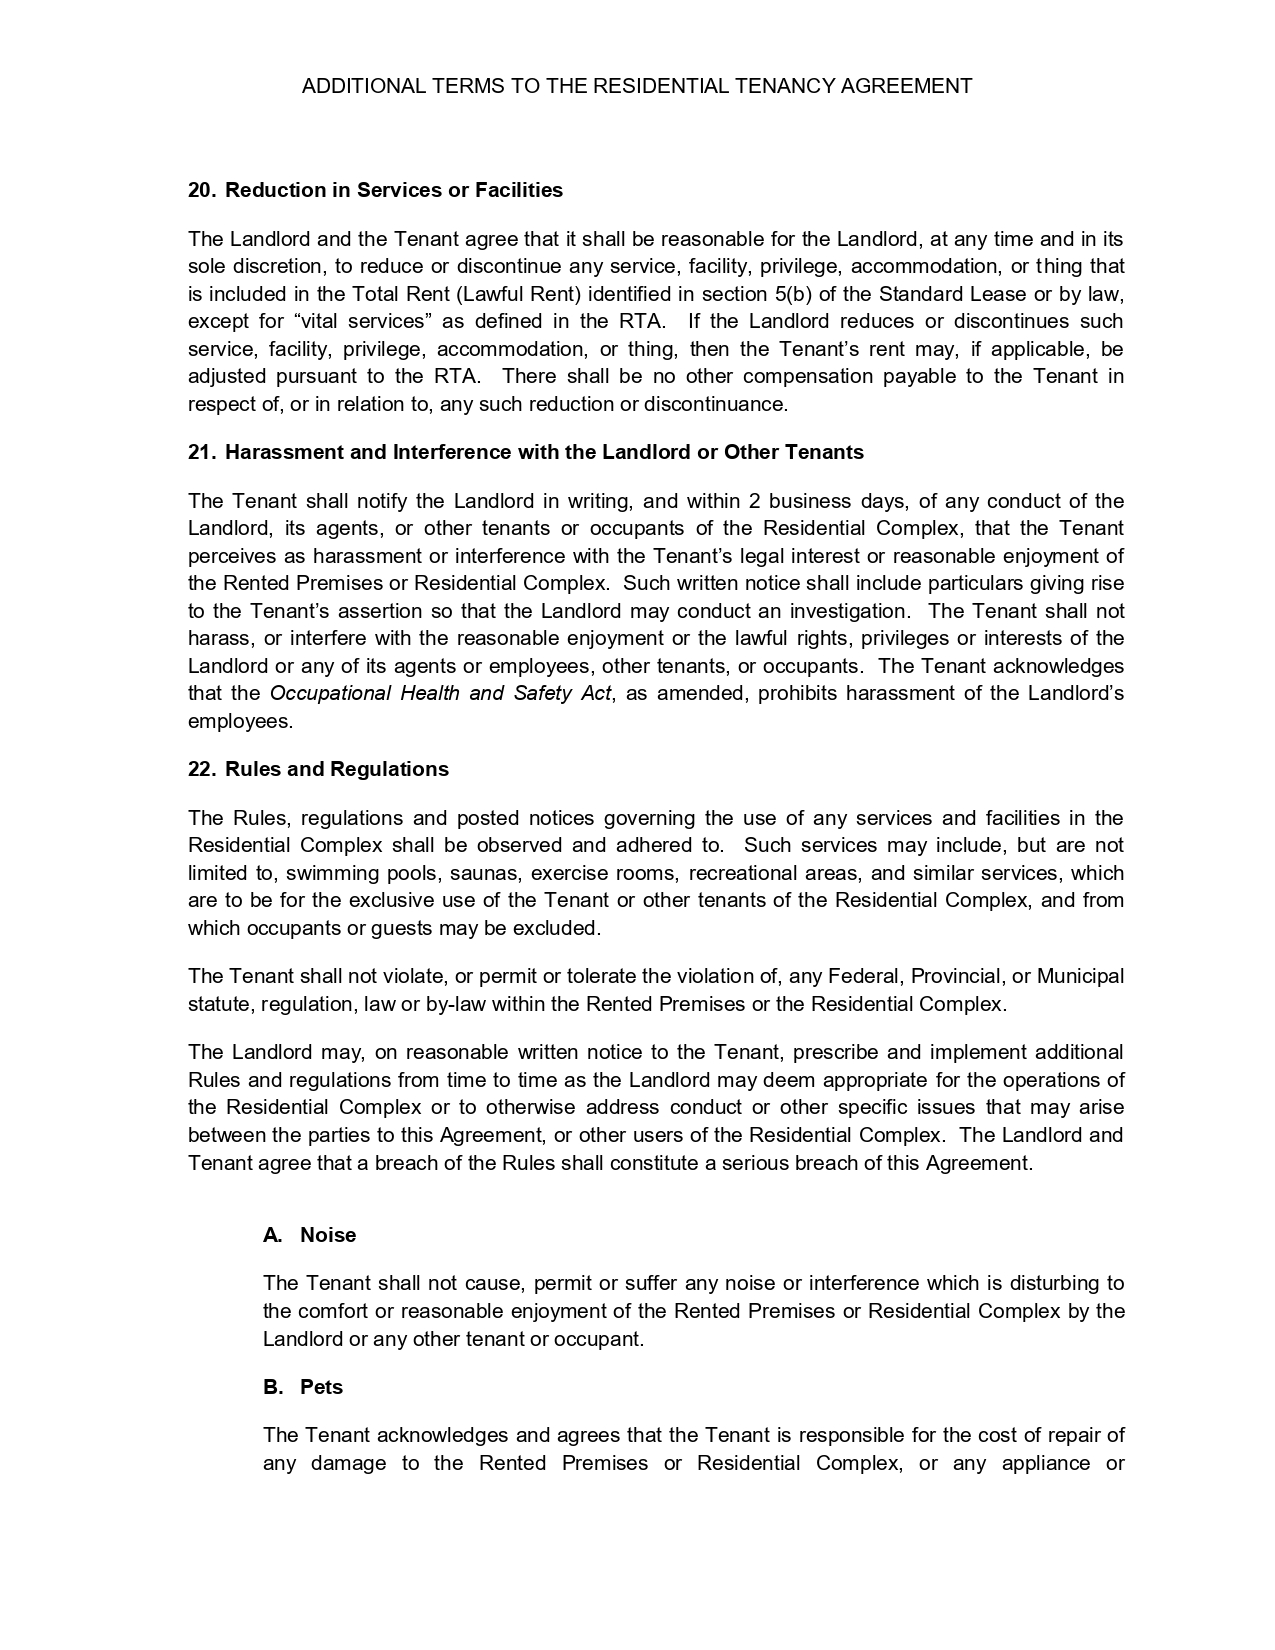 ADDITIONAL TERMS TO THE RESIDENTIAL TENANCY AGREEMENT
20. Reduction in Services or Facilities
The Landlord and the Tenant agree that it shall be reasonable for the Landlord, at any time and in its
sole discretion, to reduce or discontinue any service, facility, privilege, accommodation, or thing that
is included in the Total Rent (Lawful Rent) identified in section 5(b) of the Standard Lease or by law,
except for “vital services” as defined in the RTA.  If the Landlord reduces or discontinues such
service, facility, privilege, accommodation, or thing, then the Tenant’s rent may, if applicable, be
adjusted pursuant to the RTA.  There shall be no other compensation payable to the Tenant in
respect of, or in relation to, any such reduction or discontinuance.
21. Harassment and Interference with the Landlord or Other Tenants
The Tenant shall notify the Landlord in writing, and within 2 business days, of any conduct of the
Landlord, its agents, or other tenants or occupants of the Residential Complex, that the Tenant
perceives as harassment or interference with the Tenant’s legal interest or reasonable enjoyment of
the Rented Premises or Residential Complex.  Such written notice shall include particulars giving rise
to the Tenant’s assertion so that the Landlord may conduct an investigation.  The Tenant shall not
harass, or interfere with the reasonable enjoyment or the lawful rights, privileges or interests of the
Landlord or any of its agents or employees, other tenants, or occupants.  The Tenant acknowledges
that the Occupational Health and Safety Act, as amended, prohibits harassment of the Landlord’s
employees.
22. Rules and Regulations
The Rules, regulations and posted notices governing the use of any services and facilities in the
Residential Complex shall be observed and adhered to.  Such services may include, but are not
limited to, swimming pools, saunas, exercise rooms, recreational areas, and similar services, which
are to be for the exclusive use of the Tenant or other tenants of the Residential Complex, and from
which occupants or guests may be excluded.
The Tenant shall not violate, or permit or tolerate the violation of, any Federal, Provincial, or Municipal
statute, regulation, law or by-law within the Rented Premises or the Residential Complex.
The Landlord may, on reasonable written notice to the Tenant, prescribe and implement additional
Rules and regulations from time to time as the Landlord may deem appropriate for the operations of
the Residential Complex or to otherwise address conduct or other specific issues that may arise
between the parties to this Agreement, or other users of the Residential Complex.  The Landlord and
Tenant agree that a breach of the Rules shall constitute a serious breach of this Agreement.
A. Noise
The Tenant shall not cause, permit or suffer any noise or interference which is disturbing to
the comfort or reasonable enjoyment of the Rented Premises or Residential Complex by the
Landlord or any other tenant or occupant.
B. Pets
The Tenant acknowledges and agrees that the Tenant is responsible for the cost of repair of
any damage to the Rented Premises or Residential Complex, or any appliance or